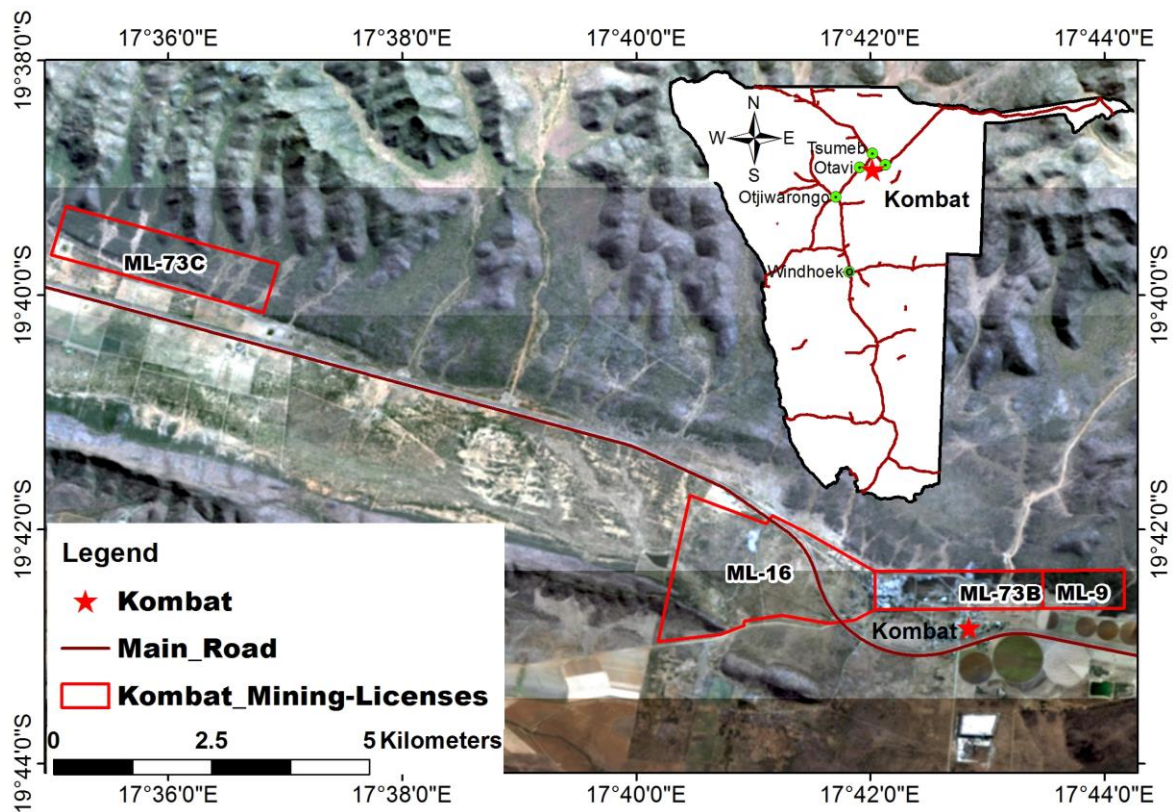 17°36'0"E 17°38'0"E 17°40'0"E 17°42'0"E 17°44'0"E
19°38'0"S
19°38'0"S
N
W E
S
Tsumeb
Otavi
Kombat
Otjiwarongo
Windhoek
ML-73C
19°40'0"S
19°40'0"S
19°42'0"S
19°42'0"S
ML-16
ML-73B
ML-9
Kombat
Legend
Kombat
Main_Road
Kombat_Mining-Licenses
0 2.5 5 Kilometers
19°44'0"S
19°44'0"S
17°36'0"E 17°38'0"E 17°40'0"E 17°42'0"E 17°44'0"E